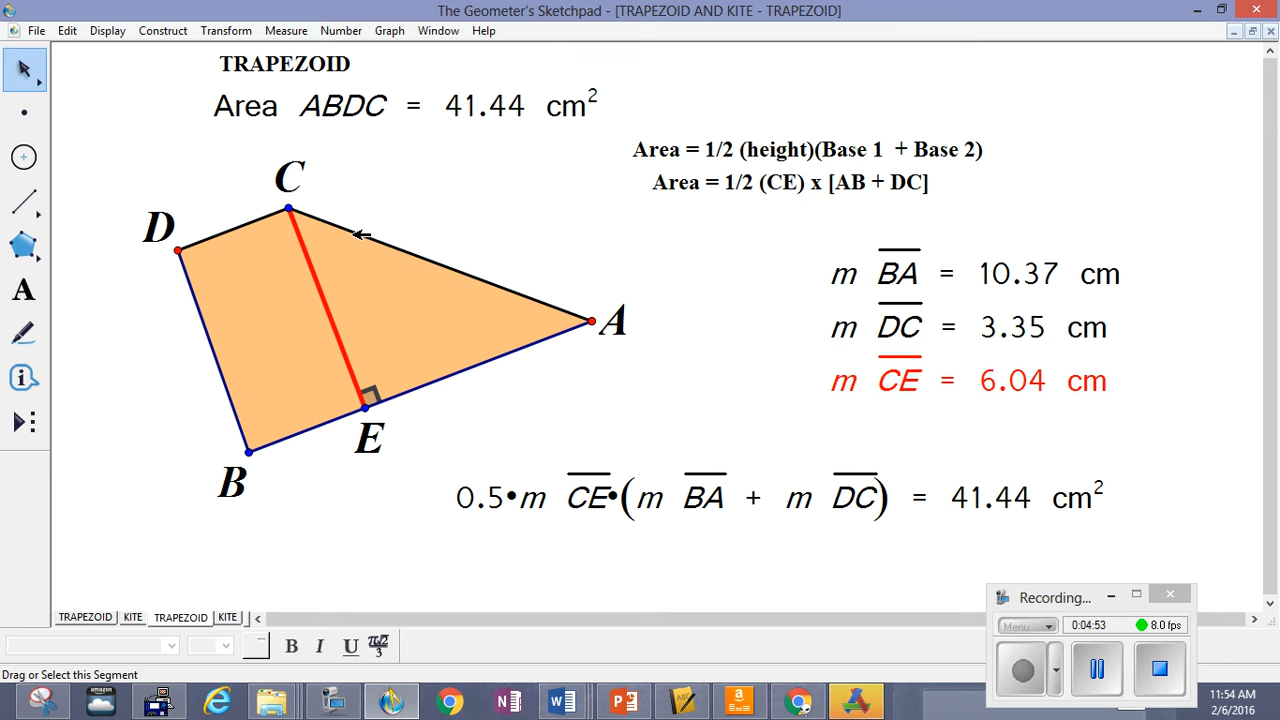 The Geometer's Sketchpad - [TRAPEZOID AND KITE - TRAPEZOID]
File Edit Display Construct Transform Measure Number Graph Window Help
TRAPEZOID
Area ABDC = 41.44 cm²
Area = 1/2 (height)(Base 1 + Base 2)
Area = 1/2 (CE) x [AB + DC]
C
D
A
m BA = 10.37 cm
m DC = 3.35 cm
m CE = 6.04 cm
E
B
0.5•m CE•(m BA + m DC) = 41.44 cm²
A
Recording...
Menu 0:04:53 8.0 fps
TRAPEZOID KITE TRAPEZOID KITE
B I U
Drag or Select this Segment
amazon
11:54 AM
2/6/2016